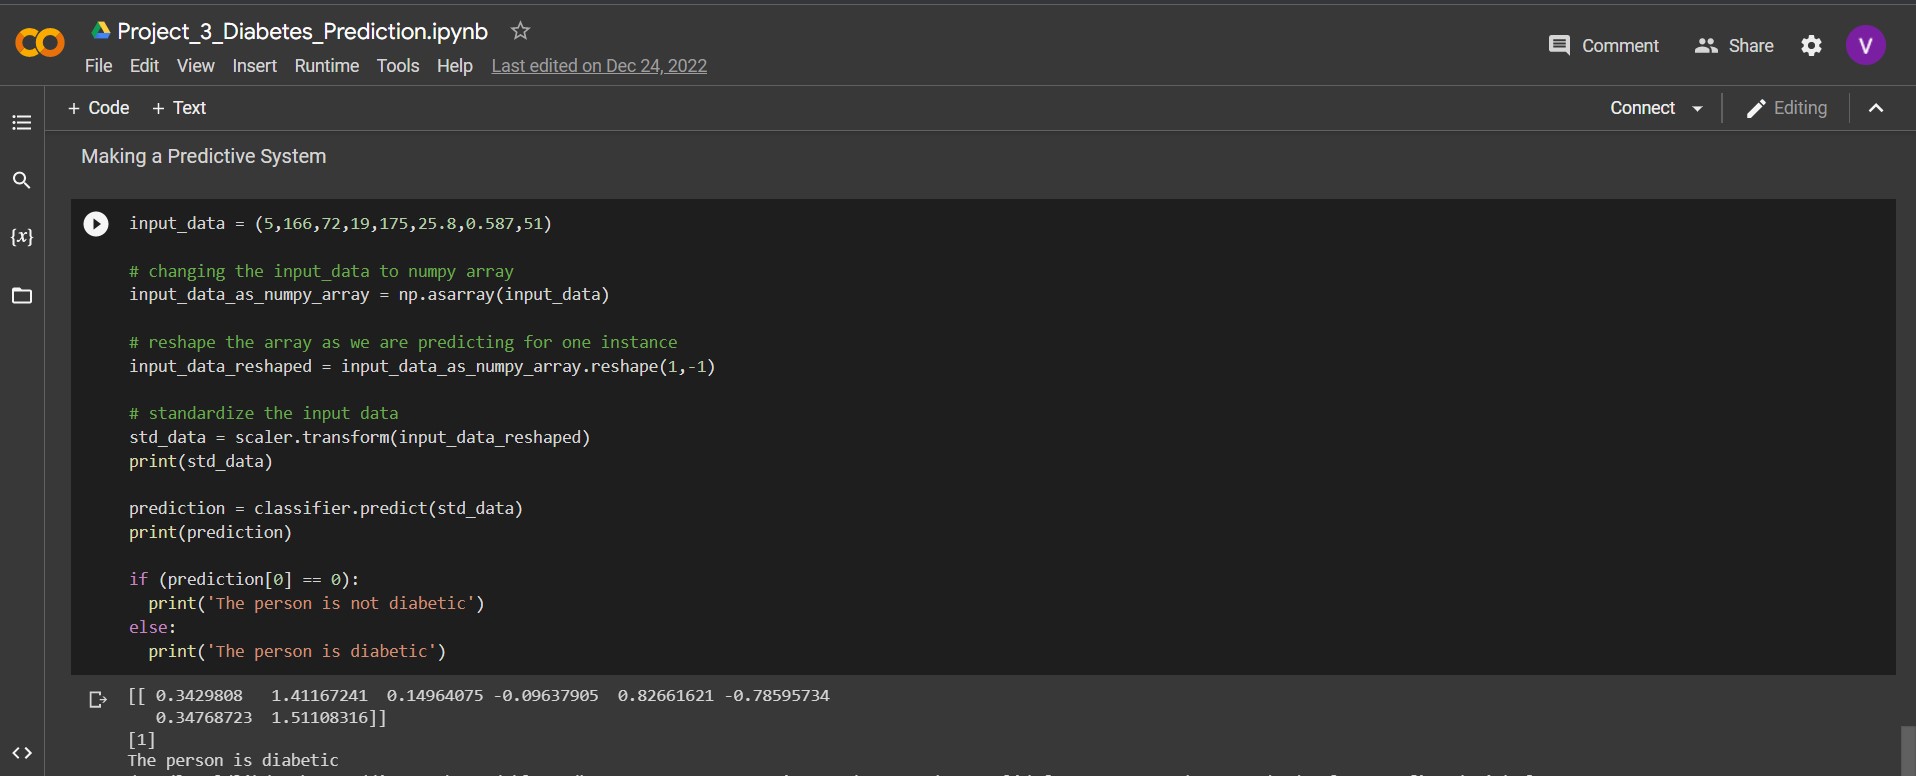 Project_3_Diabetes_Prediction.ipynb
File Edit View Insert Runtime Tools Help Last edited on Dec 24, 2022
Comment Share V
+ Code + Text
Connect Editing
{x}
Making a Predictive System
input_data = (5,166,72,19,175,25.8,0.587,51)
# changing the input_data to numpy array
input_data_as_numpy_array = np.asarray(input_data)
# reshape the array as we are predicting for one instance
input_data_reshaped = input_data_as_numpy_array.reshape(1,-1)
# standardize the input data
std_data = scaler.transform(input_data_reshaped)
print(std_data)
prediction = classifier.predict(std_data)
print(prediction)
if (prediction[0] == 0):
  print('The person is not diabetic')
else:
  print('The person is diabetic')
[[ 0.3429808   1.41167241  0.14964075 -0.09637905  0.82661621 -0.78595734
   0.34768723  1.51108316]]
[1]
The person is diabetic